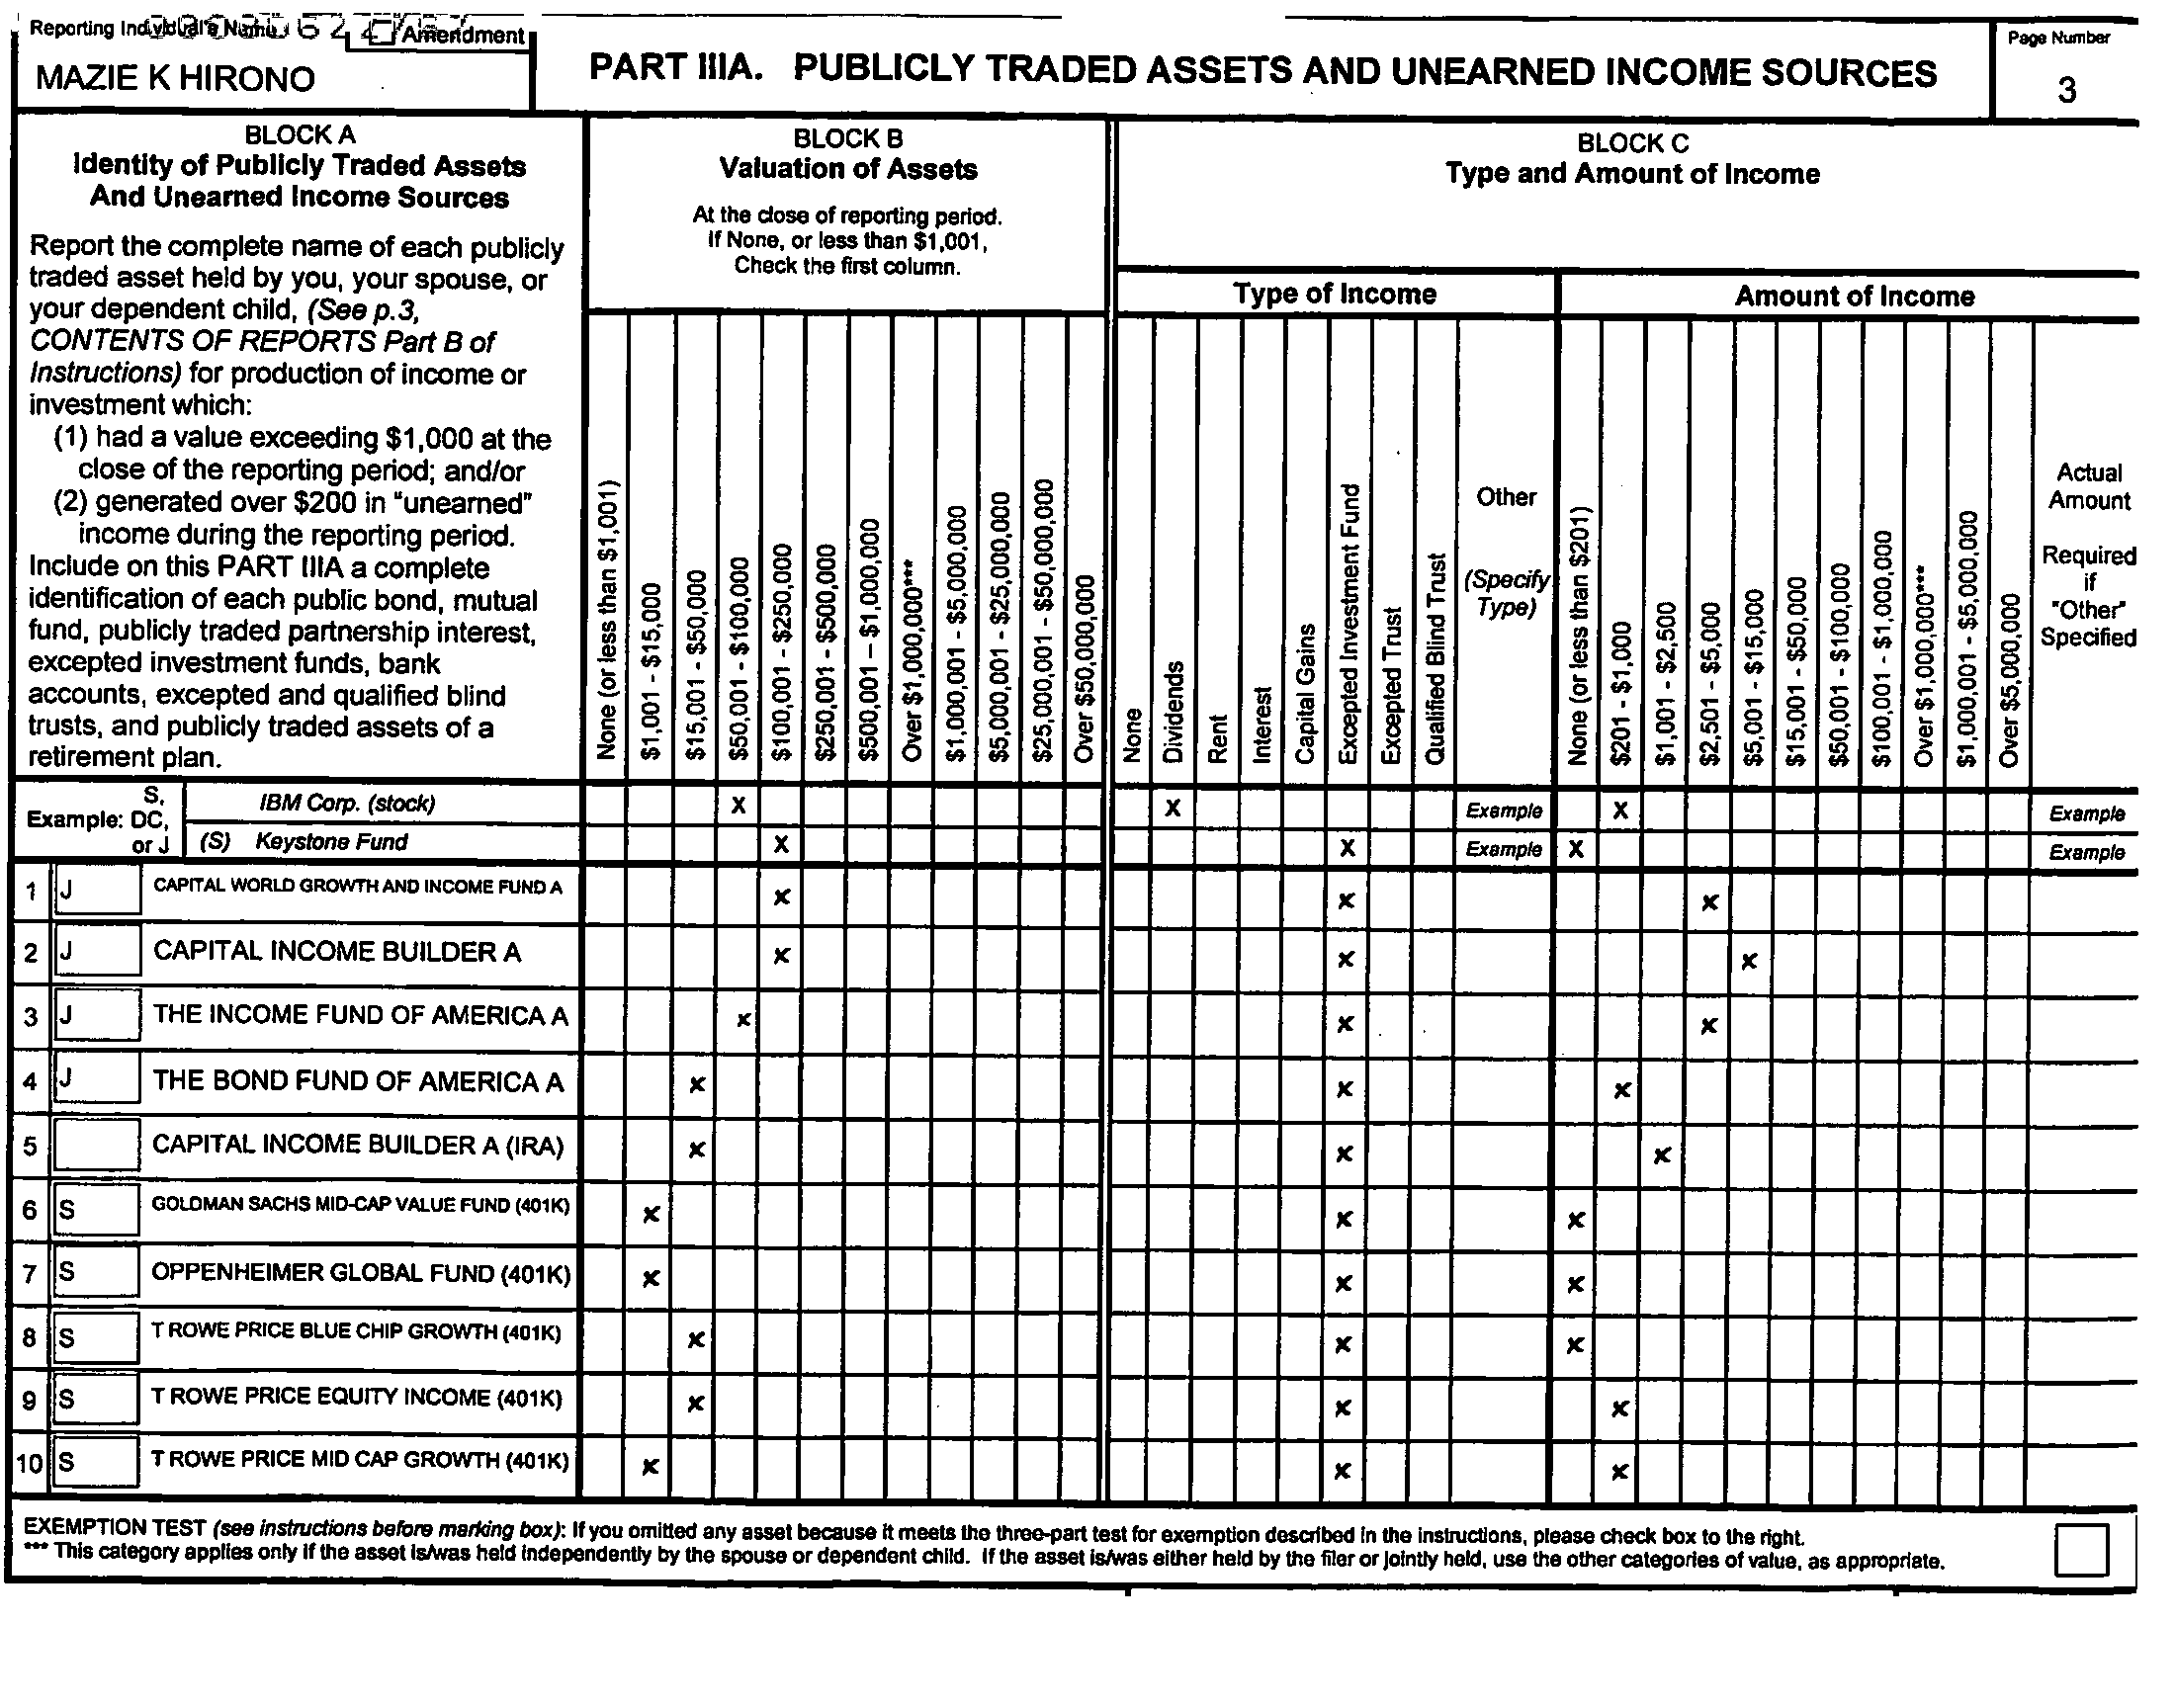 Reporting Individual's Name
Amendment
MAZIE K HIRONO
PART IIIA. PUBLICLY TRADED ASSETS AND UNEARNED INCOME SOURCES
Page Number
3
BLOCK A
Identity of Publicly Traded Assets
And Unearned Income Sources
Report the complete name of each publicly
traded asset held by you, your spouse, or
your dependent child, (See p.3,
CONTENTS OF REPORTS Part B of
Instructions) for production of income or
investment which:
(1) had a value exceeding $1,000 at the
close of the reporting period; and/or
(2) generated over $200 in "unearned"
income during the reporting period.
Include on this PART IIIA a complete
identification of each public bond, mutual
fund, publicly traded partnership interest,
excepted investment funds, bank
accounts, excepted and qualified blind
trusts, and publicly traded assets of a
retirement plan.
BLOCK B
Valuation of Assets
At the close of reporting period.
If None, or less than $1,001,
Check the first column.
None (or less than $1,001)
$1,001 - $15,000
$15,001 - $50,000
$50,001 - $100,000
$100,001 - $250,000
$250,001 - $500,000
$500,001 – $1,000,000
Over $1,000,000***
$1,000,001 - $5,000,000
$5,000,001 - $25,000,000
$25,000,001 - $50,000,000
Over $50,000,000
BLOCK C
Type and Amount of Income
Type of Income
None
Dividends
Rent
Interest
Capital Gains
Excepted Investment Fund
Excepted Trust
Qualified Blind Trust
Other
(Specify
Type)
Amount of Income
None (or less than $201)
$201 - $1,000
$1,001 - $2,500
$2,501 - $5,000
$5,001 - $15,000
$15,001 - $50,000
$50,001 - $100,000
$100,001 - $1,000,000
Over $1,000,000***
$1,000,001 - $5,000,000
Over $5,000,000
Actual
Amount
Required
if
"Other"
Specified
Example: S, DC, or J
IBM Corp. (stock) X X Example X Example
(S) Keystone Fund X X Example X Example
1 J CAPITAL WORLD GROWTH AND INCOME FUND A x x x
2 J CAPITAL INCOME BUILDER A x x x
3 J THE INCOME FUND OF AMERICA A x x x
4 J THE BOND FUND OF AMERICA A x x x
5 CAPITAL INCOME BUILDER A (IRA) x x x
6 S GOLDMAN SACHS MID-CAP VALUE FUND (401K) x x x
7 S OPPENHEIMER GLOBAL FUND (401K) x x x
8 S T ROWE PRICE BLUE CHIP GROWTH (401K) x x x
9 S T ROWE PRICE EQUITY INCOME (401K) x x x
10 S T ROWE PRICE MID CAP GROWTH (401K) x x x
EXEMPTION TEST (see instructions before marking box): If you omitted any asset because it meets the three-part test for exemption described in the instructions, please check box to the right.
*** This category applies only if the asset is/was held independently by the spouse or dependent child. If the asset is/was either held by the filer or jointly held, use the other categories of value, as appropriate.